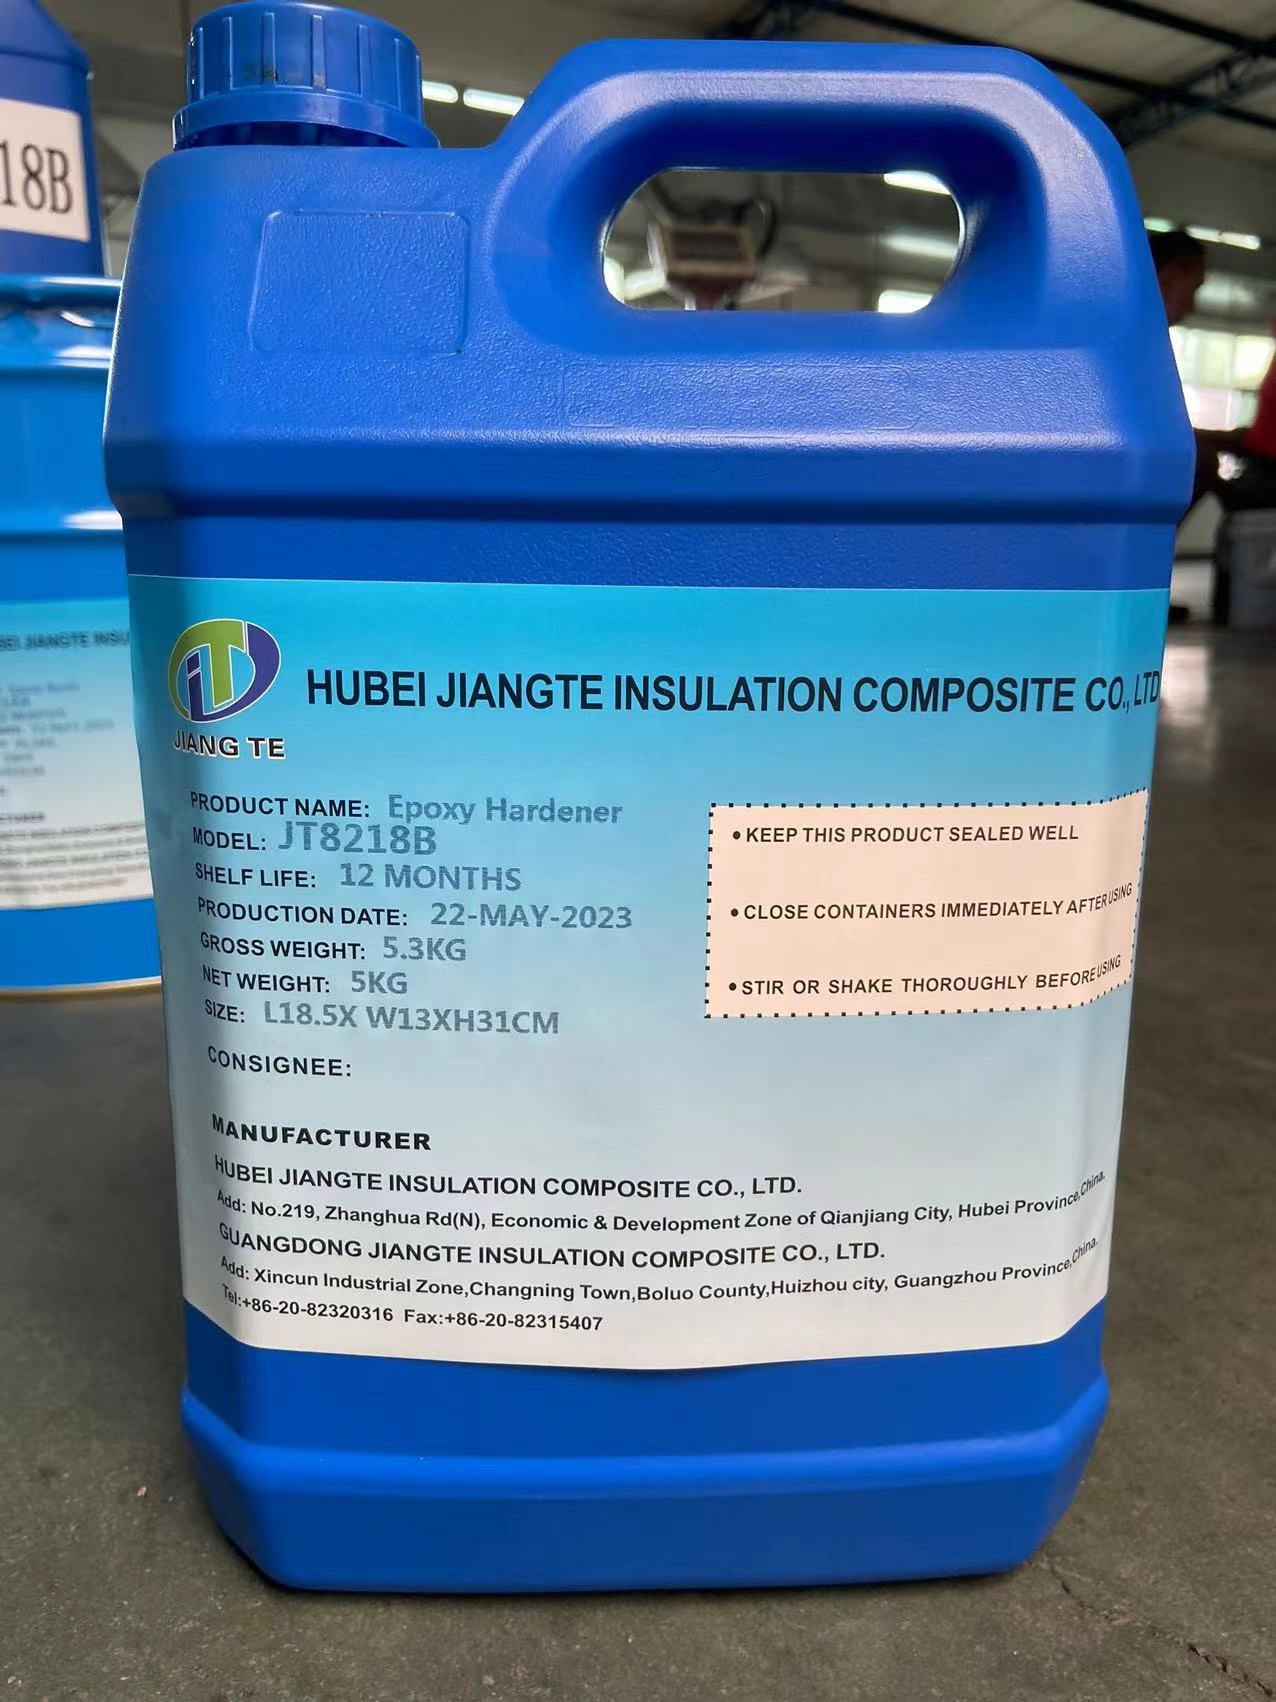 18B
JIANG TE
HUBEI JIANGTE INSULATION COMPOSITE CO., LTD
PRODUCT NAME: Epoxy Hardener
MODEL: JT8218B
SHELF LIFE: 12 MONTHS
PRODUCTION DATE: 22-MAY-2023
GROSS WEIGHT: 5.3KG
NET WEIGHT: 5KG
SIZE: L18.5X W13XH31CM
CONSIGNEE:
• KEEP THIS PRODUCT SEALED WELL
• CLOSE CONTAINERS IMMEDIATELY AFTER USING
• STIR OR SHAKE THOROUGHLY BEFORE USING
MANUFACTURER
HUBEI JIANGTE INSULATION COMPOSITE CO., LTD.
Add: No.219, Zhanghua Rd(N), Economic & Development Zone of Qianjiang City, Hubei Province,China.
GUANGDONG JIANGTE INSULATION COMPOSITE CO., LTD.
Add: Xincun Industrial Zone,Changning Town,Boluo County,Huizhou city, Guangzhou Province,China.
Tel:+86-20-82320316 Fax:+86-20-82315407
JIANGTE